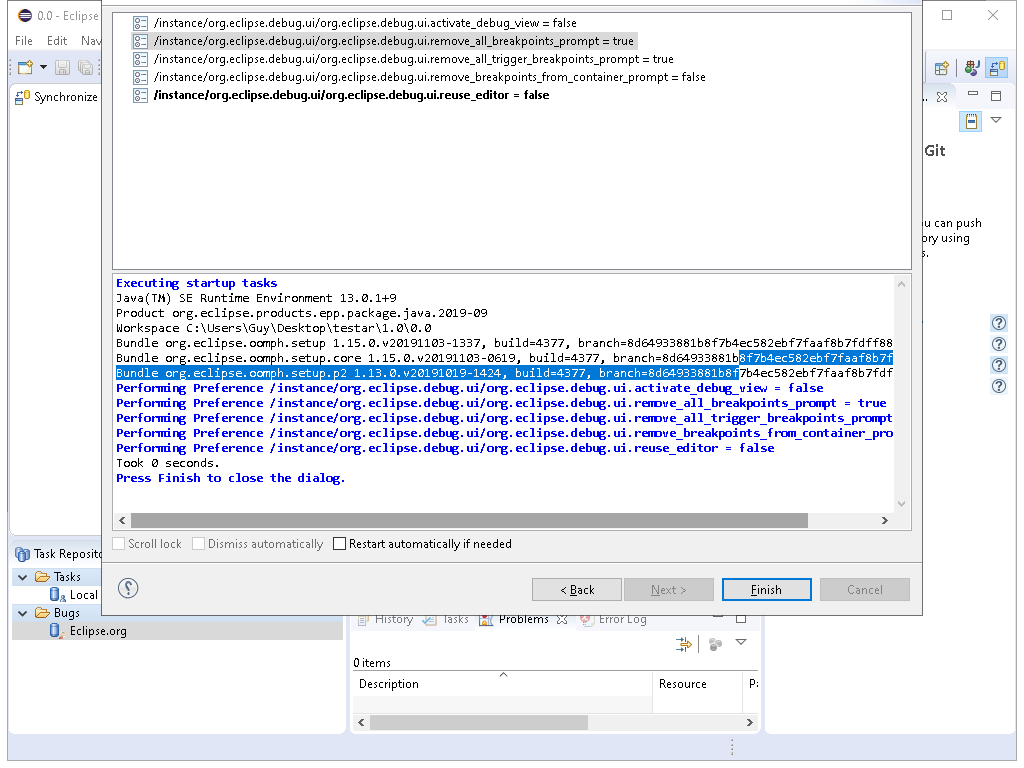 0.0 - Eclipse
File Edit Nav
Synchronize
/instance/org.eclipse.debug.ui/org.eclipse.debug.ui.activate_debug_view = false
/instance/org.eclipse.debug.ui/org.eclipse.debug.ui.remove_all_breakpoints_prompt = true
/instance/org.eclipse.debug.ui/org.eclipse.debug.ui.remove_all_trigger_breakpoints_prompt = true
/instance/org.eclipse.debug.ui/org.eclipse.debug.ui.remove_breakpoints_from_container_prompt = false
/instance/org.eclipse.debug.ui/org.eclipse.debug.ui.reuse_editor = false
Git
u can push
ory using
s.
Executing startup tasks
Java(TM) SE Runtime Environment 13.0.1+9
Product org.eclipse.products.epp.package.java.2019-09
Workspace C:\Users\Guy\Desktop\testar\1.0\0.0
Bundle org.eclipse.oomph.setup 1.15.0.v20191103-1337, build=4377, branch=8d64933881b8f7b4ec582ebf7faaf8b7fdff88
Bundle org.eclipse.oomph.setup.core 1.15.0.v20191103-0619, build=4377, branch=8d64933881b8f7b4ec582ebf7faaf8b7f
Bundle org.eclipse.oomph.setup.p2 1.13.0.v20191019-1424, build=4377, branch=8d64933881b8f7b4ec582ebf7faaf8b7fdf
Performing Preference /instance/org.eclipse.debug.ui/org.eclipse.debug.ui.activate_debug_view = false
Performing Preference /instance/org.eclipse.debug.ui/org.eclipse.debug.ui.remove_all_breakpoints_prompt = true
Performing Preference /instance/org.eclipse.debug.ui/org.eclipse.debug.ui.remove_all_trigger_breakpoints_prompt
Performing Preference /instance/org.eclipse.debug.ui/org.eclipse.debug.ui.remove_breakpoints_from_container_pro
Performing Preference /instance/org.eclipse.debug.ui/org.eclipse.debug.ui.reuse_editor = false
Took 0 seconds.
Press Finish to close the dialog.
Scroll lock Dismiss automatically Restart automatically if needed
< Back Next > Finish Cancel
Task Reposito
Tasks
Local
Bugs
Eclipse.org
History Tasks Problems Error Log
0 items
Description Resource Pa